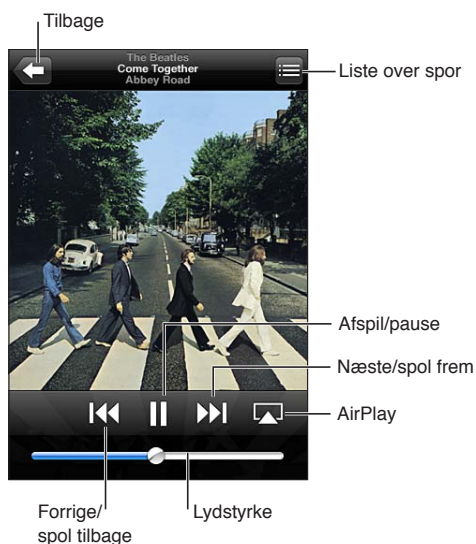 Tilbage
The Beatles
Come Together
Abbey Road
Liste over spor
Afspil/pause
Næste/spol frem
AirPlay
Forrige/
spol tilbage
Lydstyrke